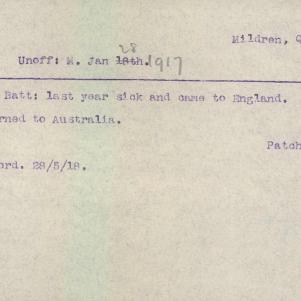 Mildren, G
Unoff: M. Jan 18th. 28 1917
Batt: last year sick and came to England.
rned to Australia.
Patch
ord. 28/5/18.